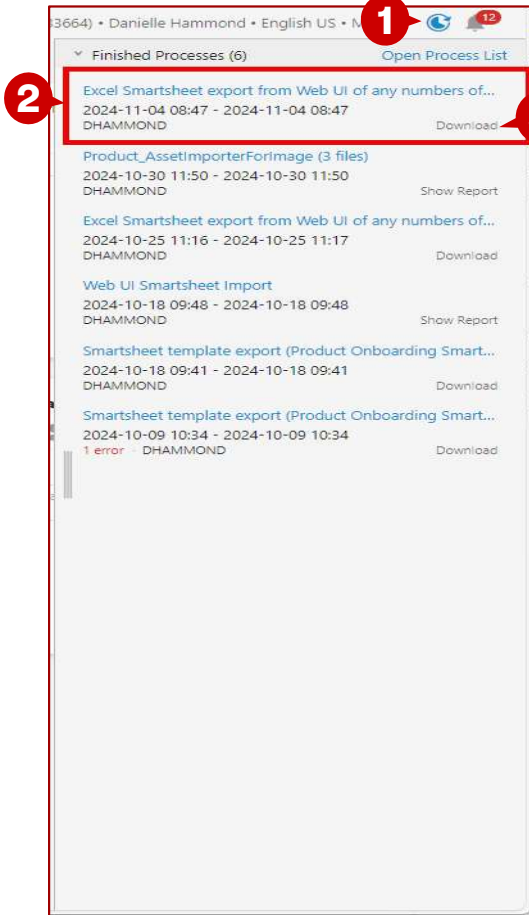 3664) • Danielle Hammond • English US • 1 12
Finished Processes (6) Open Process List
2
Excel Smartsheet export from Web UI of any numbers of...
2024-11-04 08:47 - 2024-11-04 08:47
DHAMMOND Download
Product_AssetImporterForImage (3 files)
2024-10-30 11:50 - 2024-10-30 11:50
DHAMMOND Show Report
Excel Smartsheet export from Web UI of any numbers of...
2024-10-25 11:16 - 2024-10-25 11:17
DHAMMOND Download
Web UI Smartsheet Import
2024-10-18 09:48 - 2024-10-18 09:48
DHAMMOND Show Report
Smartsheet template export (Product Onboarding Smart...
2024-10-18 09:41 - 2024-10-18 09:41
DHAMMOND Download
Smartsheet template export (Product Onboarding Smart...
2024-10-09 10:34 - 2024-10-09 10:34
1 error · DHAMMOND Download